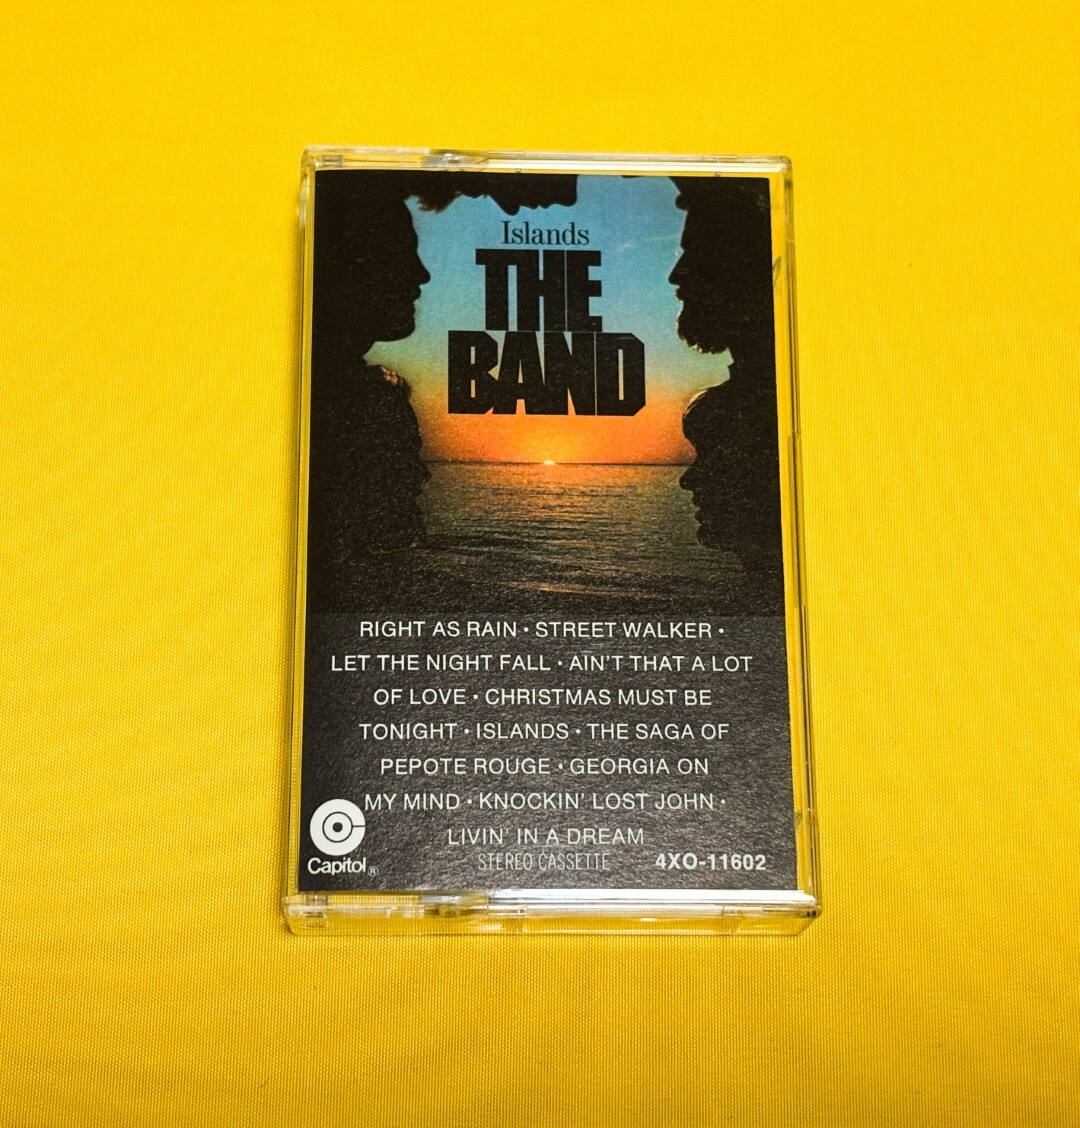 Islands
THE
BAND
RIGHT AS RAIN • STREET WALKER •
LET THE NIGHT FALL • AIN'T THAT A LOT
OF LOVE • CHRISTMAS MUST BE
TONIGHT • ISLANDS • THE SAGA OF
PEPOTE ROUGE • GEORGIA ON
MY MIND • KNOCKIN' LOST JOHN •
LIVIN' IN A DREAM
STEREO CASSETTE 4XO-11602
Capitol®